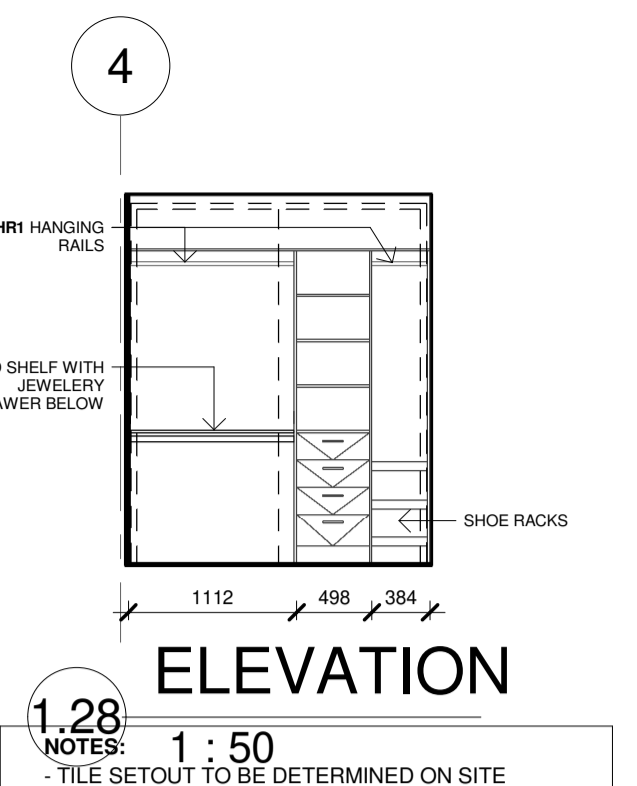 4
HR1 HANGING
RAILS
SHELF WITH
JEWELERY
BELOW
SHOE RACKS
1112 498 384
ELEVATION
1.28
1 : 50
NOTES:
- TILE SETOUT TO BE DETERMINED ON SITE